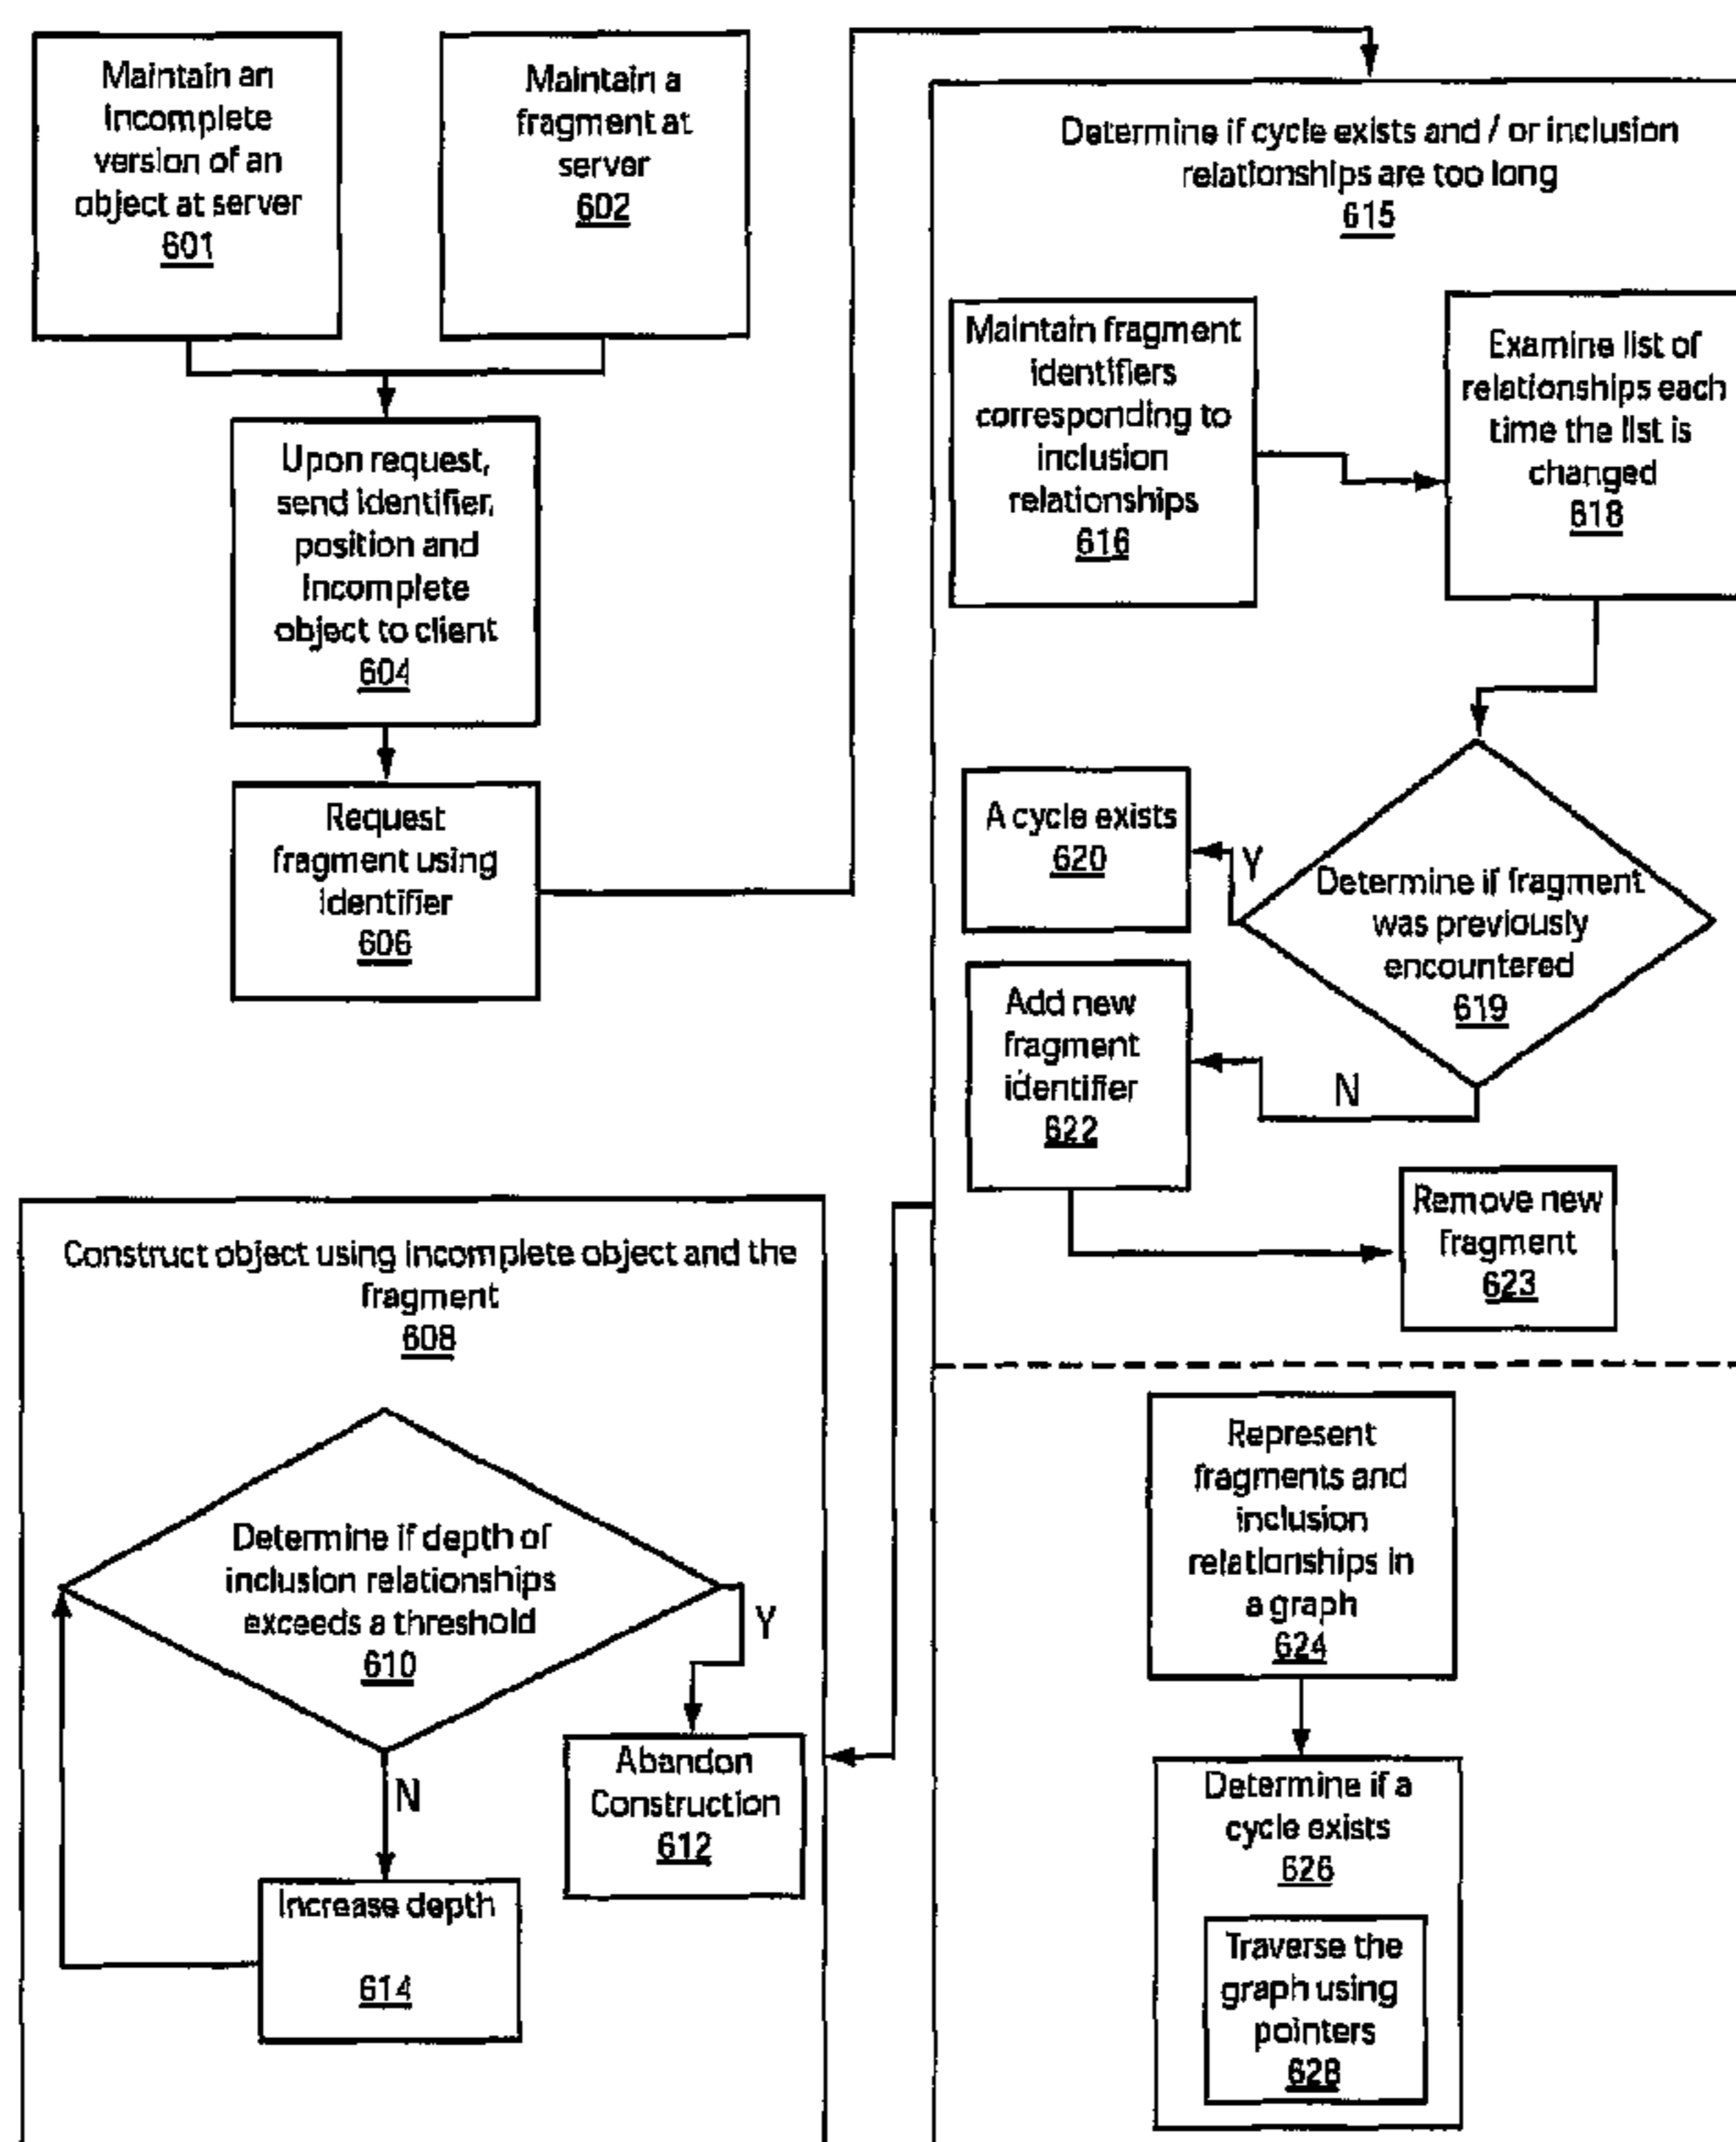 Maintain an
incomplete
version of an
object at server
601
Maintain a
fragment at
server
602
Upon request,
send identifier,
position and
incomplete
object to client
604
Request
fragment using
identifier
606
Determine if cycle exists and / or inclusion
relationships are too long
615
Maintain fragment
identifiers
corresponding to
inclusion
relationships
616
Examine list of
relationships each
time the list is
changed
618
Determine if fragment
was previously
encountered
619
Y
A cycle exists
620
N
Add new
fragment
identifier
622
Remove new
fragment
623
Construct object using incomplete object and the
fragment
608
Determine if depth of
inclusion relationships
exceeds a threshold
610
Y
Abandon
Construction
612
N
Increase depth
614
Represent
fragments and
inclusion
relationships in
a graph
624
Determine if a
cycle exists
626
Traverse the
graph using
pointers
628